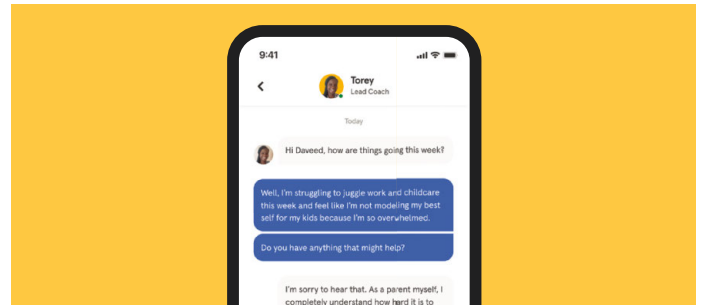 9:41
Torey
Lead Coach
Today
Hi Daveed, how are things going this week?
Well, I'm struggling to juggle work and childcare
this week and feel like I'm not modeling my best
self for my kids because I'm so overwhelmed.
Do you have anything that might help?
I'm sorry to hear that. As a parent myself, I
completely understand how hard it is to